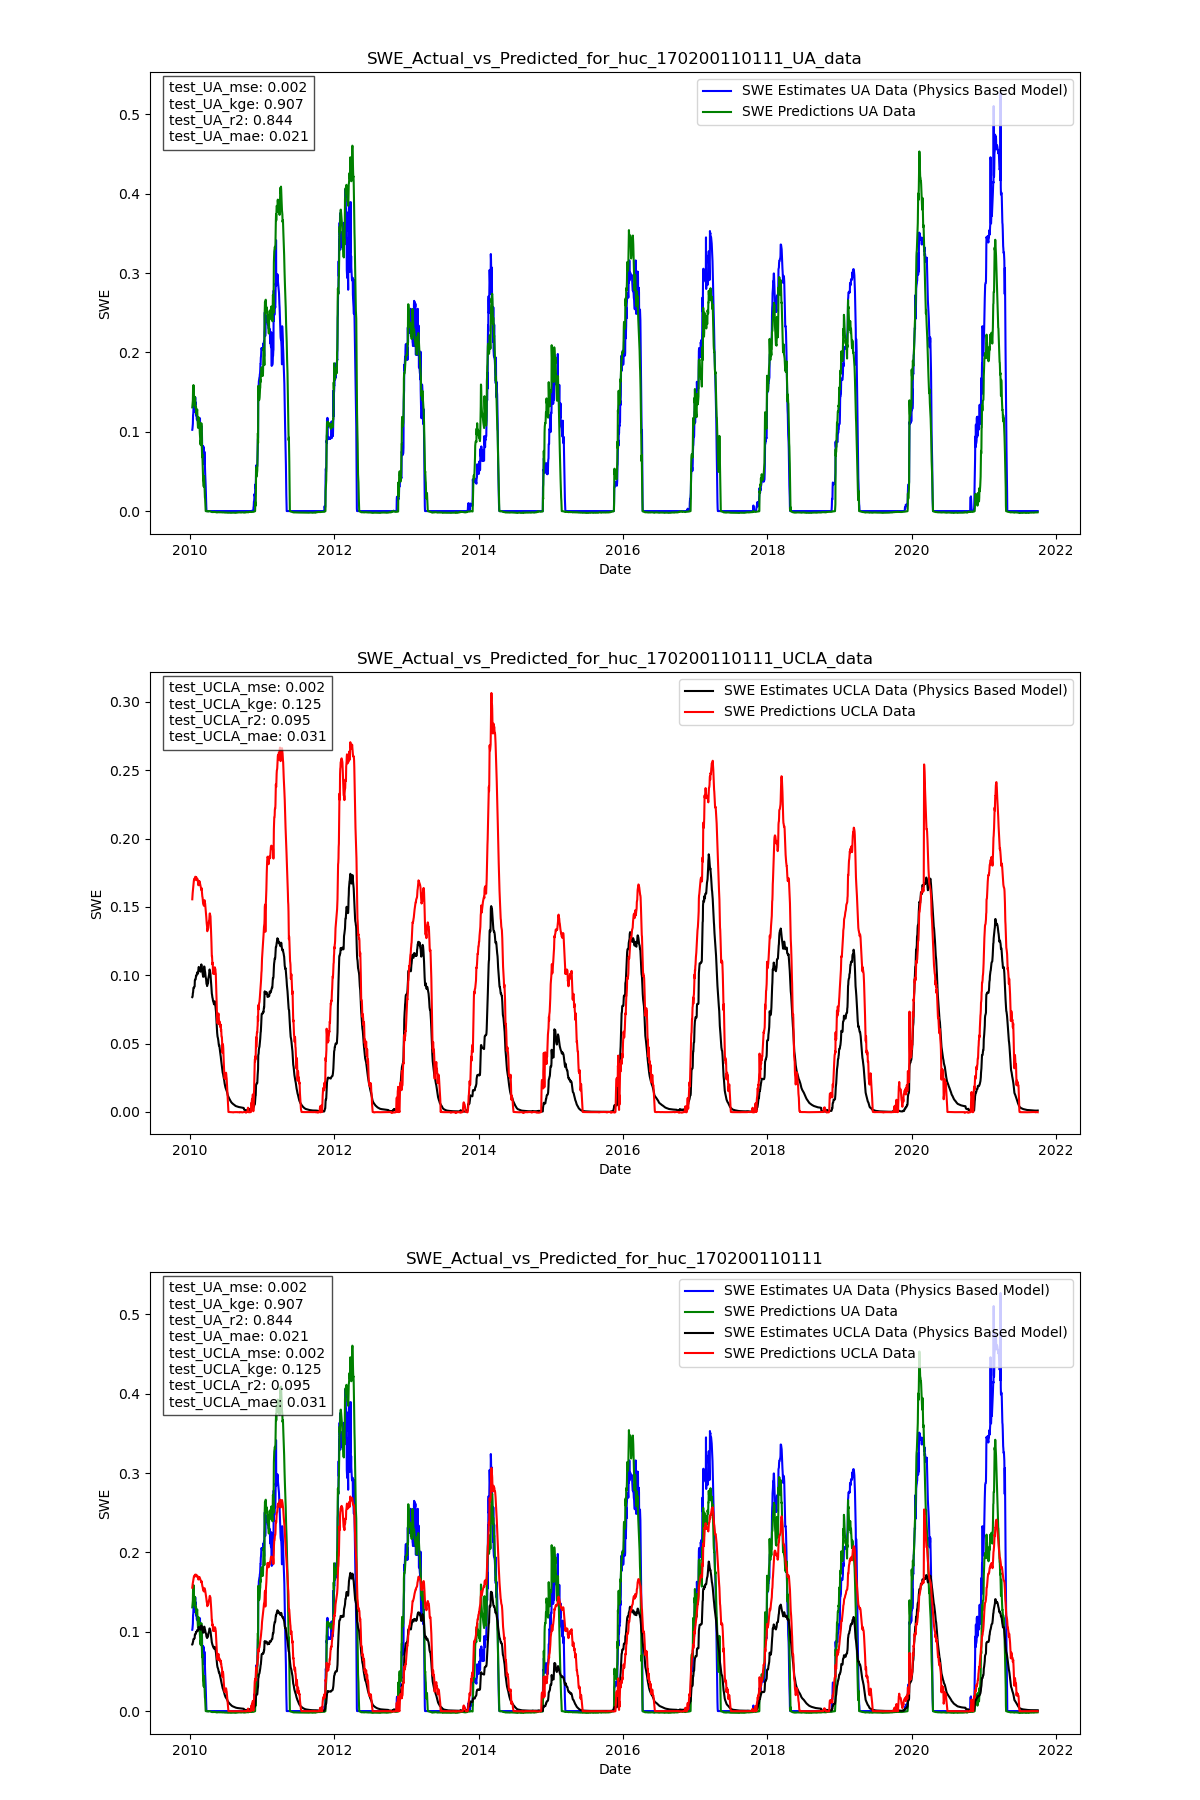 SWE_Actual_vs_Predicted_for_huc_170200110111_UA_data
test_UA_mse: 0.002
test_UA_kge: 0.907
test_UA_r2: 0.844
test_UA_mae: 0.021
SWE Estimates UA Data (Physics Based Model)
SWE Predictions UA Data
SWE
0.5
0.4
0.3
0.2
0.1
0.0
2010 2012 2014 2016 2018 2020 2022
Date
SWE_Actual_vs_Predicted_for_huc_170200110111_UCLA_data
test_UCLA_mse: 0.002
test_UCLA_kge: 0.125
test_UCLA_r2: 0.095
test_UCLA_mae: 0.031
SWE Estimates UCLA Data (Physics Based Model)
SWE Predictions UCLA Data
SWE
0.30
0.25
0.20
0.15
0.10
0.05
0.00
2010 2012 2014 2016 2018 2020 2022
Date
SWE_Actual_vs_Predicted_for_huc_170200110111
test_UA_mse: 0.002
test_UA_kge: 0.907
test_UA_r2: 0.844
test_UA_mae: 0.021
test_UCLA_mse: 0.002
test_UCLA_kge: 0.125
test_UCLA_r2: 0.095
test_UCLA_mae: 0.031
SWE Estimates UA Data (Physics Based Model)
SWE Predictions UA Data
SWE Estimates UCLA Data (Physics Based Model)
SWE Predictions UCLA Data
SWE
0.5
0.4
0.3
0.2
0.1
0.0
2010 2012 2014 2016 2018 2020 2022
Date